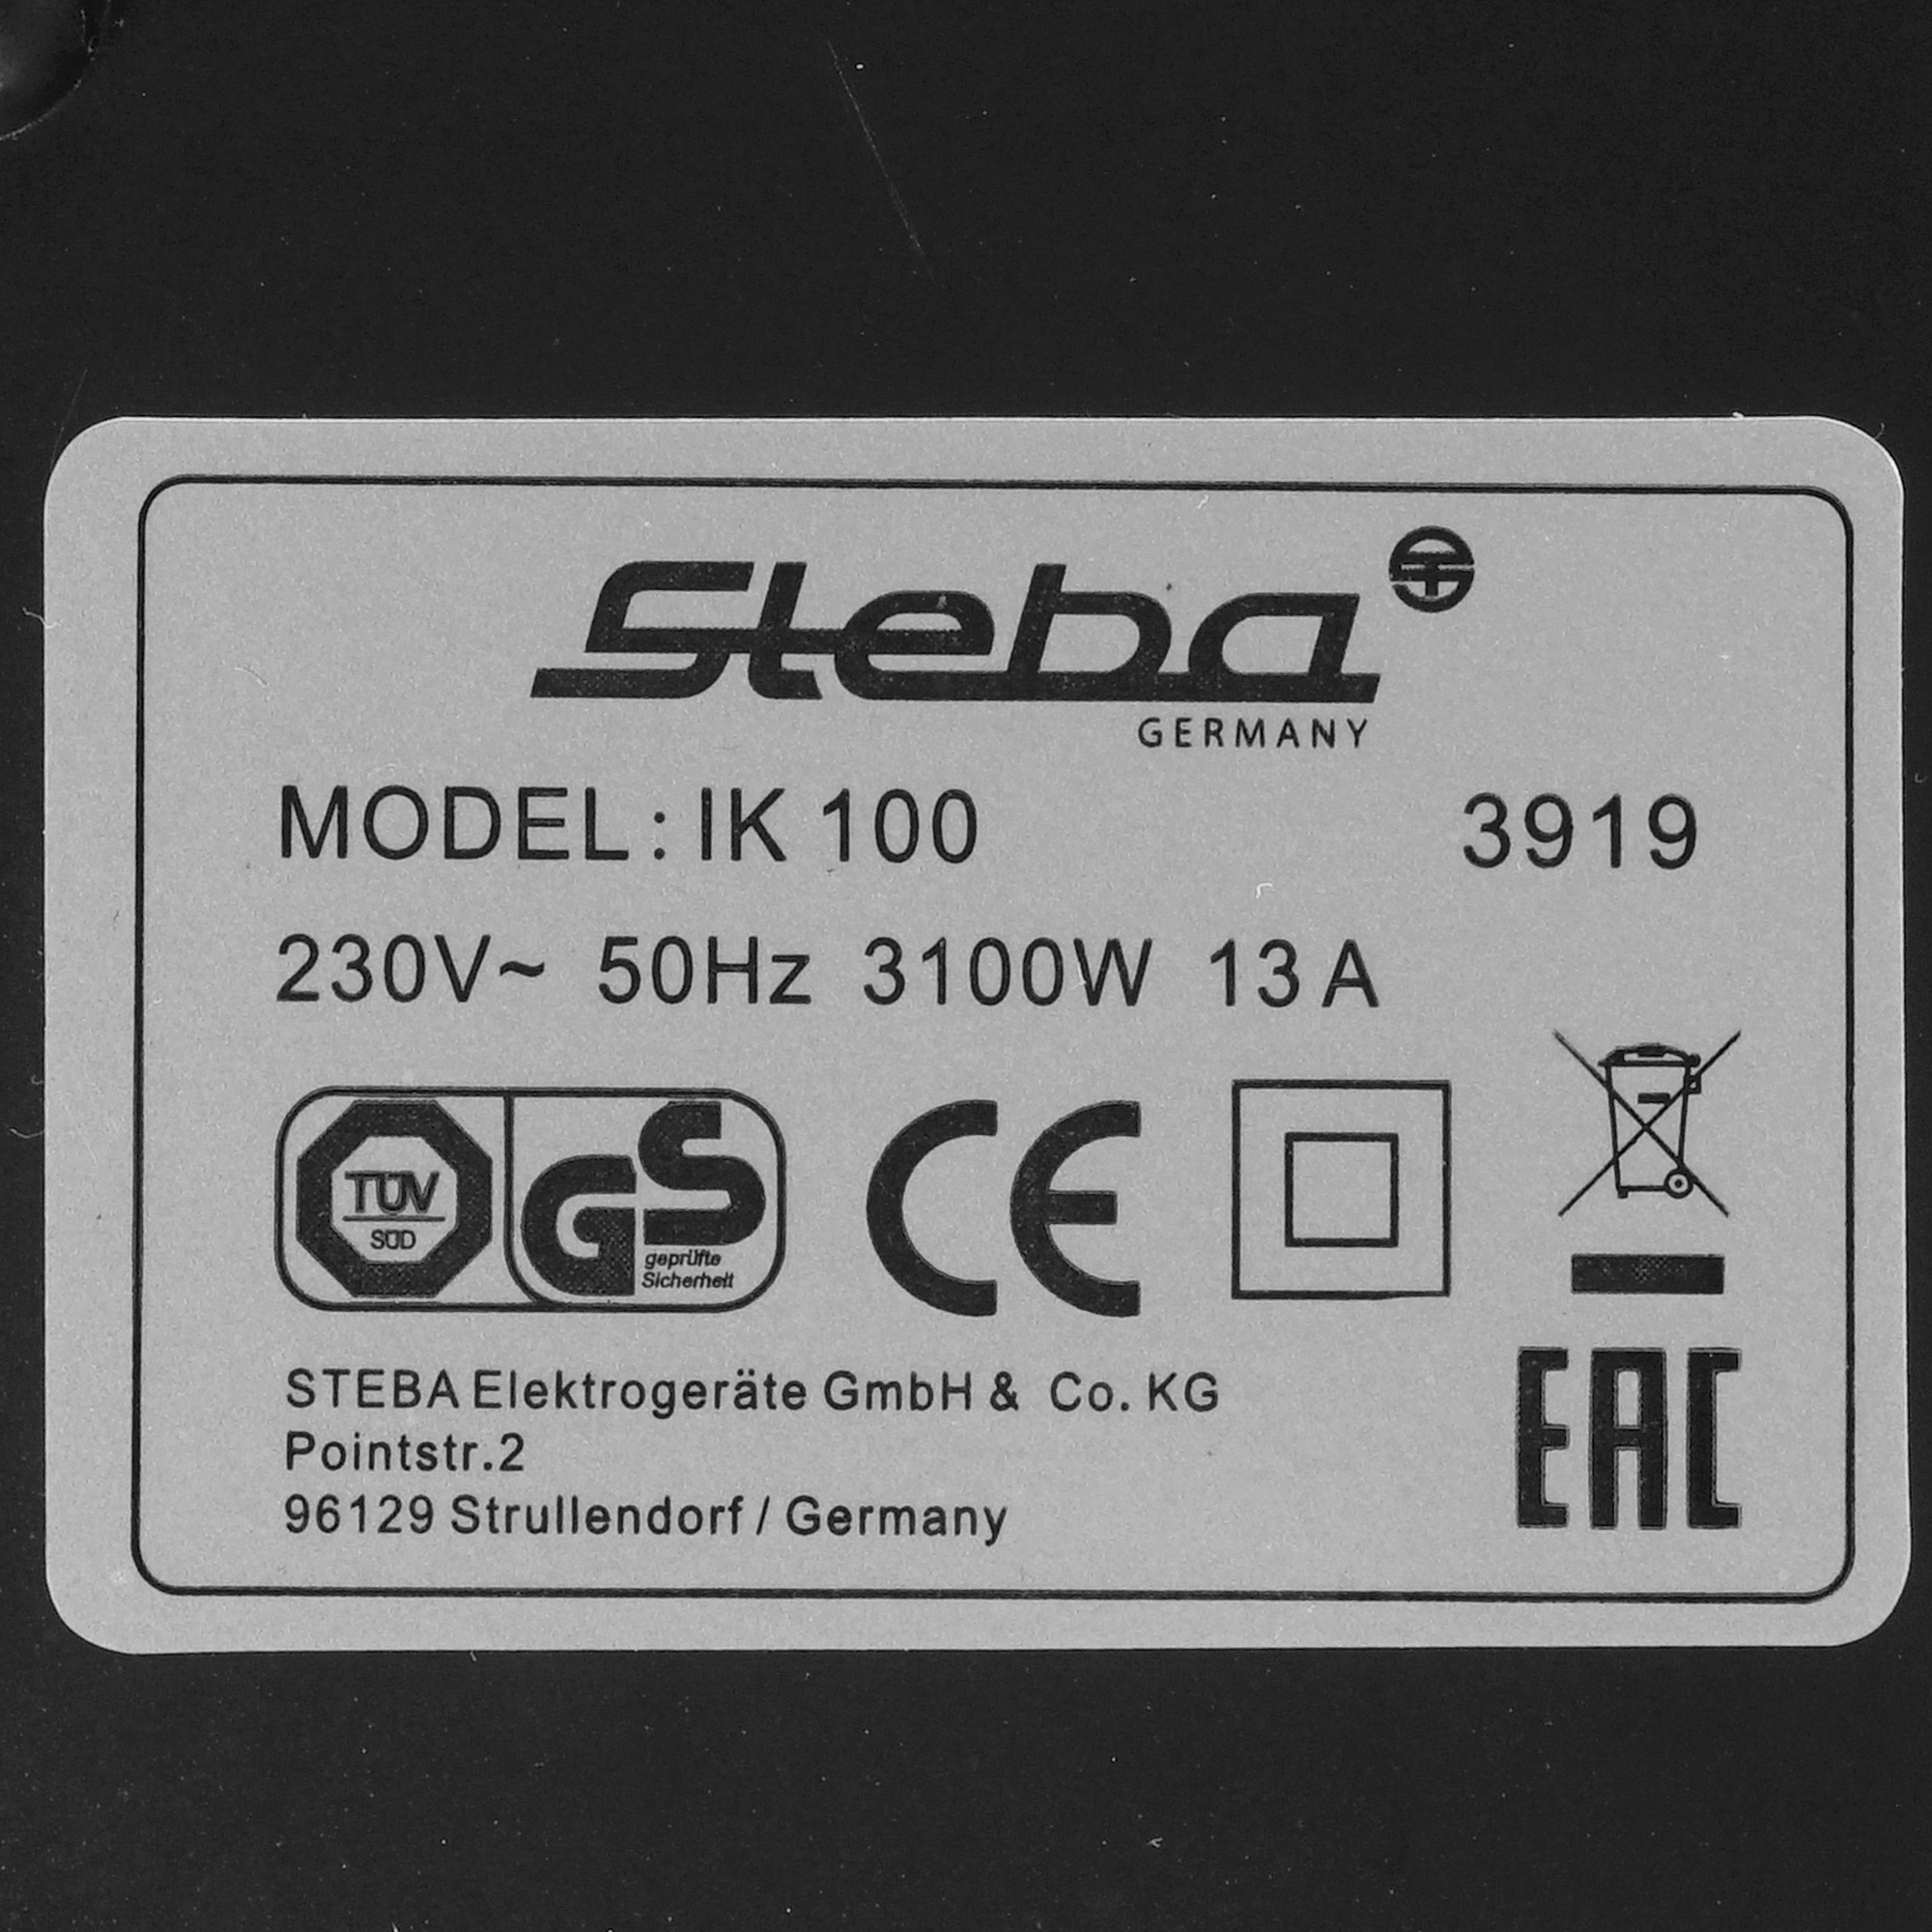 Steba
GERMANY
MODEL: IK 100 3919
230V~ 50Hz 3100W 13A
TÜV
SÜD
GS
geprüfte
Sicherheit
CE
STEBA Elektrogeräte GmbH & Co. KG
Pointstr.2
96129 Strullendorf / Germany
EAC